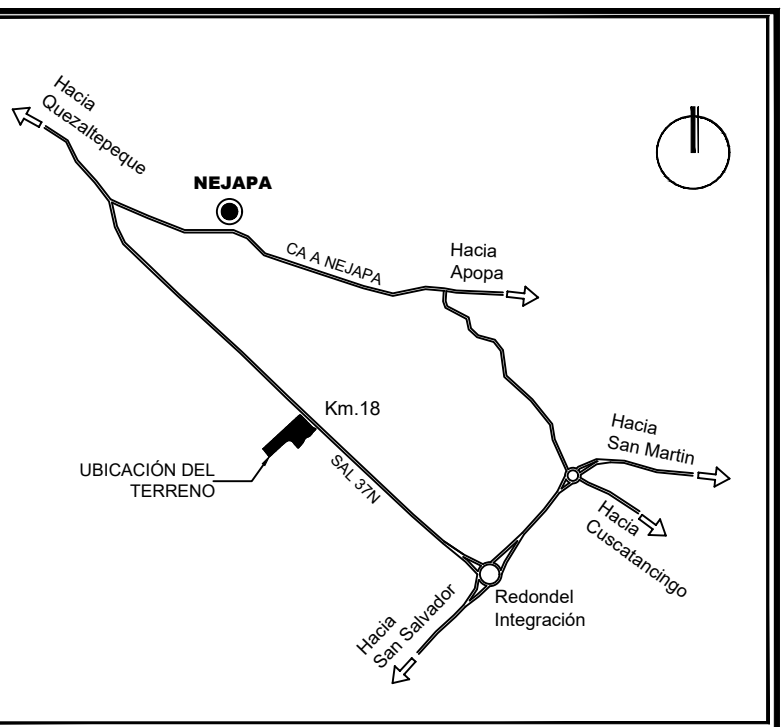 Hacia
Quezaltepeque
NEJAPA
CA A NEJAPA
Hacia
Apopa
Km.18
Hacia
San Martin
UBICACIÓN DEL
TERRENO
SAL 37N
Hacia
Cuscatancingo
Redondel
Integración
Hacia
San Salvador